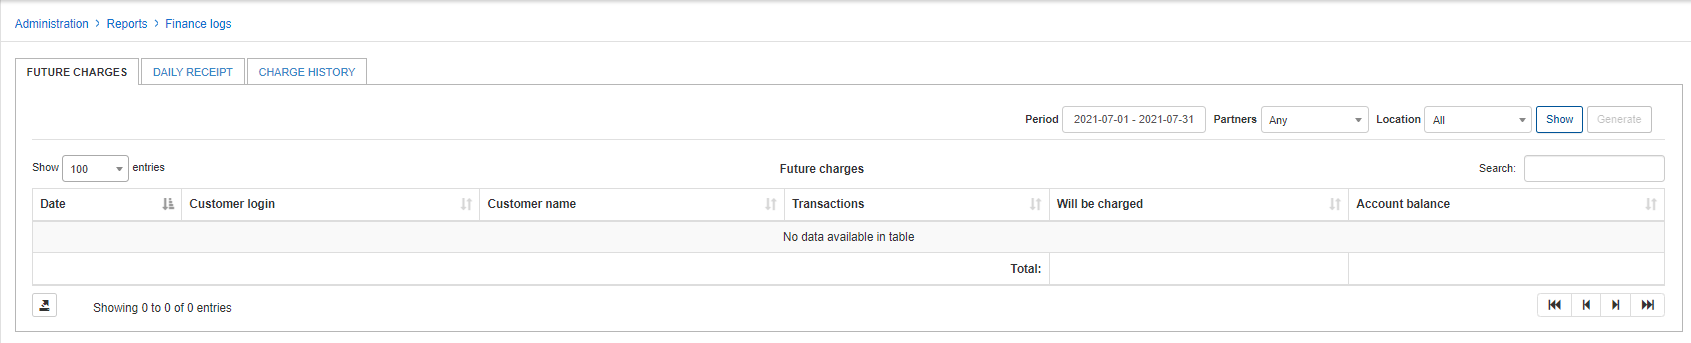 Administration > Reports > Finance logs
FUTURE CHARGES DAILY RECEIPT CHARGE HISTORY
Period 2021-07-01 - 2021-07-31 Partners Any Location All Show Generate
Show 100 entries Future charges Search:
Date Customer login Customer name Transactions Will be charged Account balance
No data available in table
Total:
Showing 0 to 0 of 0 entries